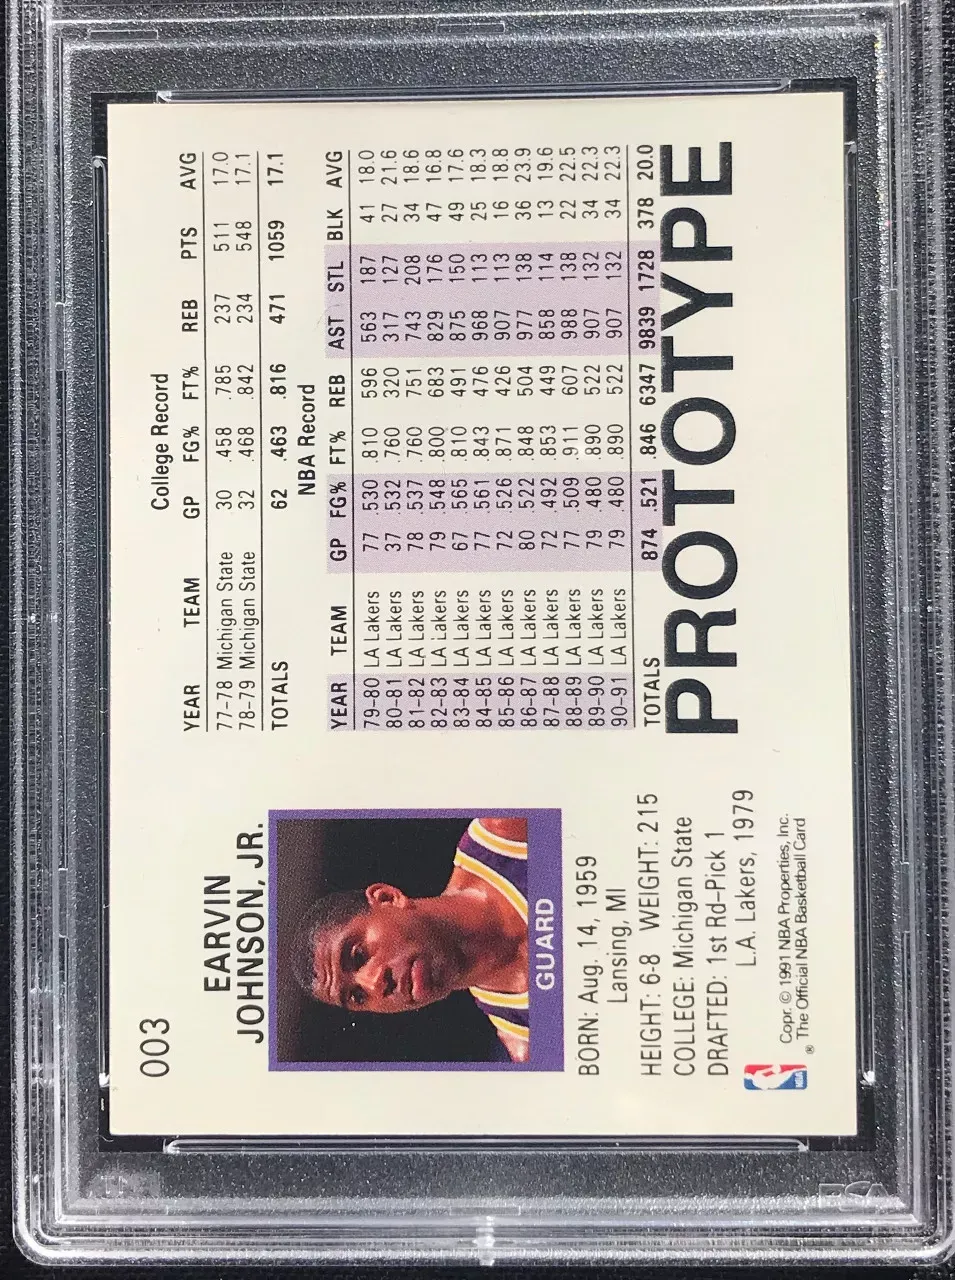 003
EARVIN
JOHNSON, JR.
GUARD
BORN: Aug. 14, 1959
Lansing, MI
HEIGHT: 6-8 WEIGHT: 215
COLLEGE: Michigan State
DRAFTED: 1st Rd–Pick 1
L.A. Lakers, 1979
NBA
Copr. © 1991 NBA Properties, Inc.
® The Official NBA Basketball Card
College Record
YEAR TEAM GP FG% FT% REB PTS AVG
77–78 Michigan State 30 .458 .785 237 511 17.0
78–79 Michigan State 32 .468 .842 234 548 17.1
TOTALS 62 .463 .816 471 1059 17.1
NBA Record
YEAR TEAM GP FG% FT% REB AST STL BLK AVG
79–80 LA Lakers 77 .530 .810 596 563 187 41 18.0
80–81 LA Lakers 37 .532 .760 320 317 127 27 21.6
81–82 LA Lakers 78 .537 .760 751 743 208 34 18.6
82–83 LA Lakers 79 .548 .800 683 829 176 47 16.8
83–84 LA Lakers 67 .565 .810 491 875 150 49 17.6
84–85 LA Lakers 77 .561 .843 476 968 113 25 18.3
85–86 LA Lakers 72 .526 .871 426 907 113 16 18.8
86–87 LA Lakers 80 .522 .848 504 977 138 36 23.9
87–88 LA Lakers 72 .492 .853 449 858 114 13 19.6
88–89 LA Lakers 77 .509 .911 607 988 138 22 22.5
89–90 LA Lakers 79 .480 .890 522 907 132 34 22.3
90–91 LA Lakers 79 .480 .890 522 907 132 34 22.3
TOTALS 874 .521 .846 6347 9839 1728 378 20.0
PROTOTYPE